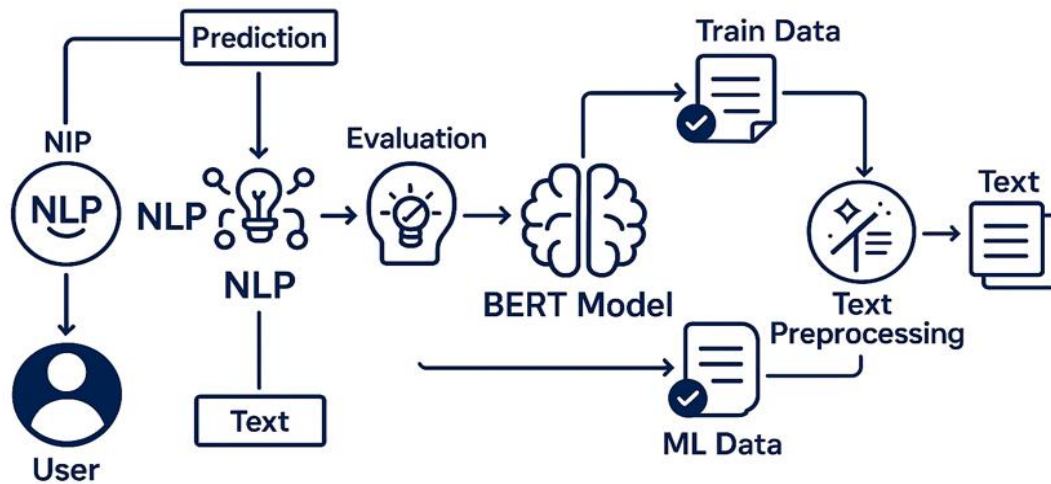 Prediction
Train Data
NIP
NLP
NLP
NLP
Evaluation
BERT Model
Text
Text
Preprocessing
Text
ML Data
User